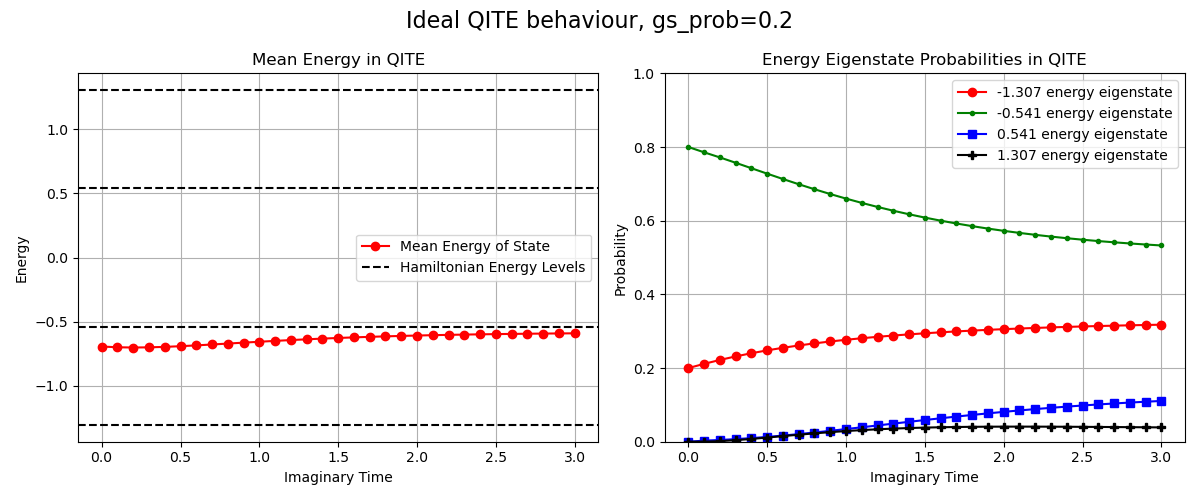 Ideal QITE behaviour, gs_prob=0.2
Mean Energy in QITE
Energy
1.0
0.5
0.0
−0.5
−1.0
Mean Energy of State
Hamiltonian Energy Levels
0.0 0.5 1.0 1.5 2.0 2.5 3.0
Imaginary Time
Energy Eigenstate Probabilities in QITE
Probability
1.0
0.8
0.6
0.4
0.2
0.0
-1.307 energy eigenstate
-0.541 energy eigenstate
0.541 energy eigenstate
1.307 energy eigenstate
0.0 0.5 1.0 1.5 2.0 2.5 3.0
Imaginary Time